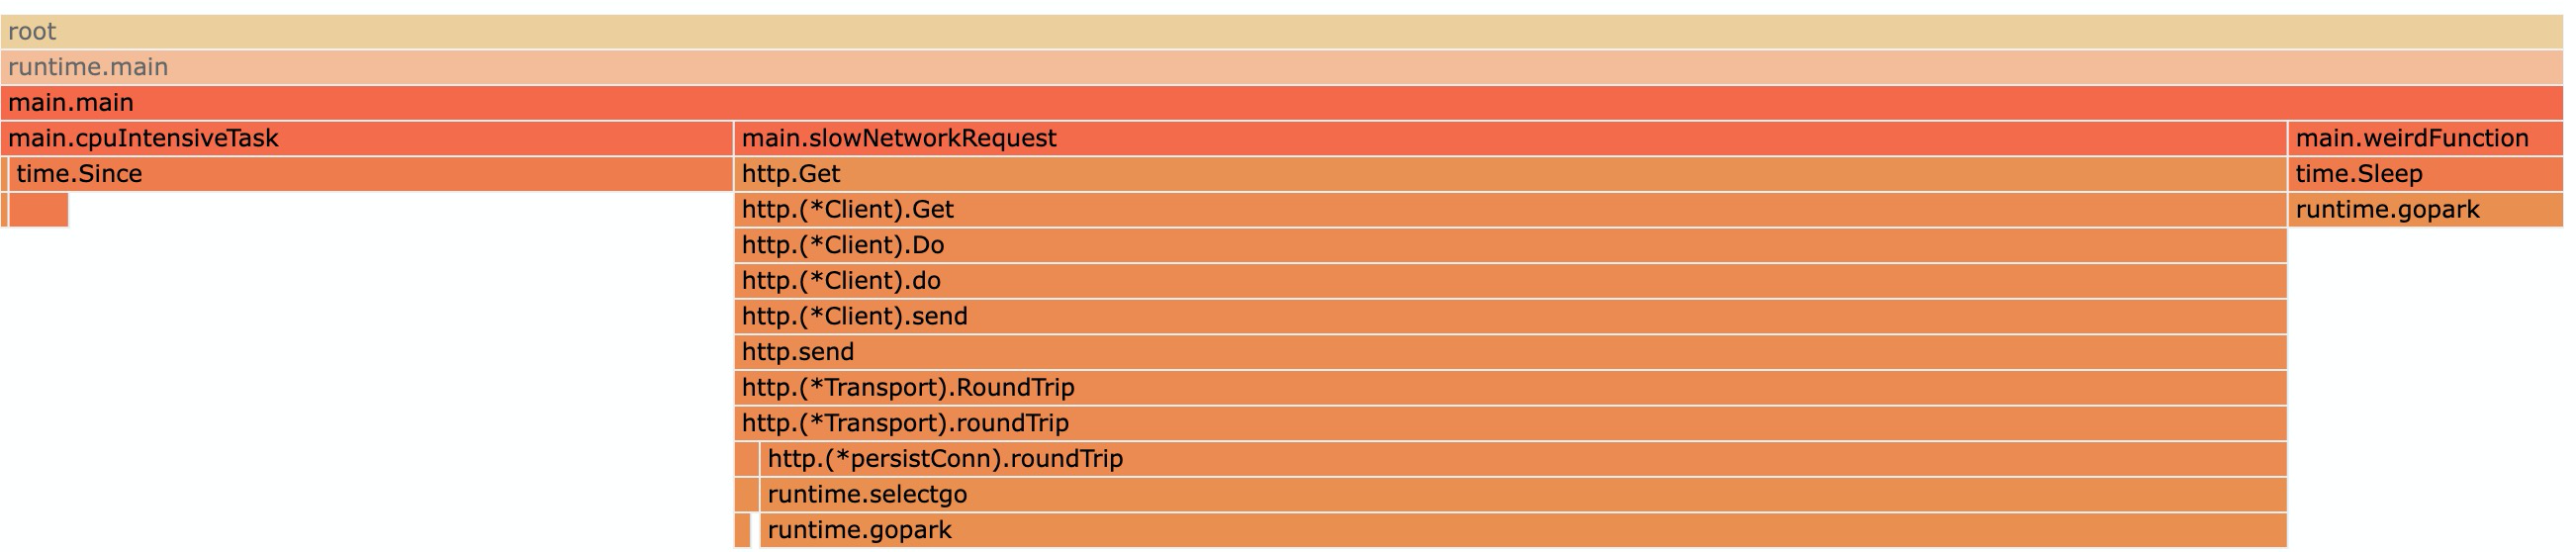 root
runtime.main
main.main
main.cpuIntensiveTask main.slowNetworkRequest main.weirdFunction
time.Since http.Get time.Sleep
http.(*Client).Get runtime.gopark
http.(*Client).Do
http.(*Client).do
http.(*Client).send
http.send
http.(*Transport).RoundTrip
http.(*Transport).roundTrip
http.(*persistConn).roundTrip
runtime.selectgo
runtime.gopark